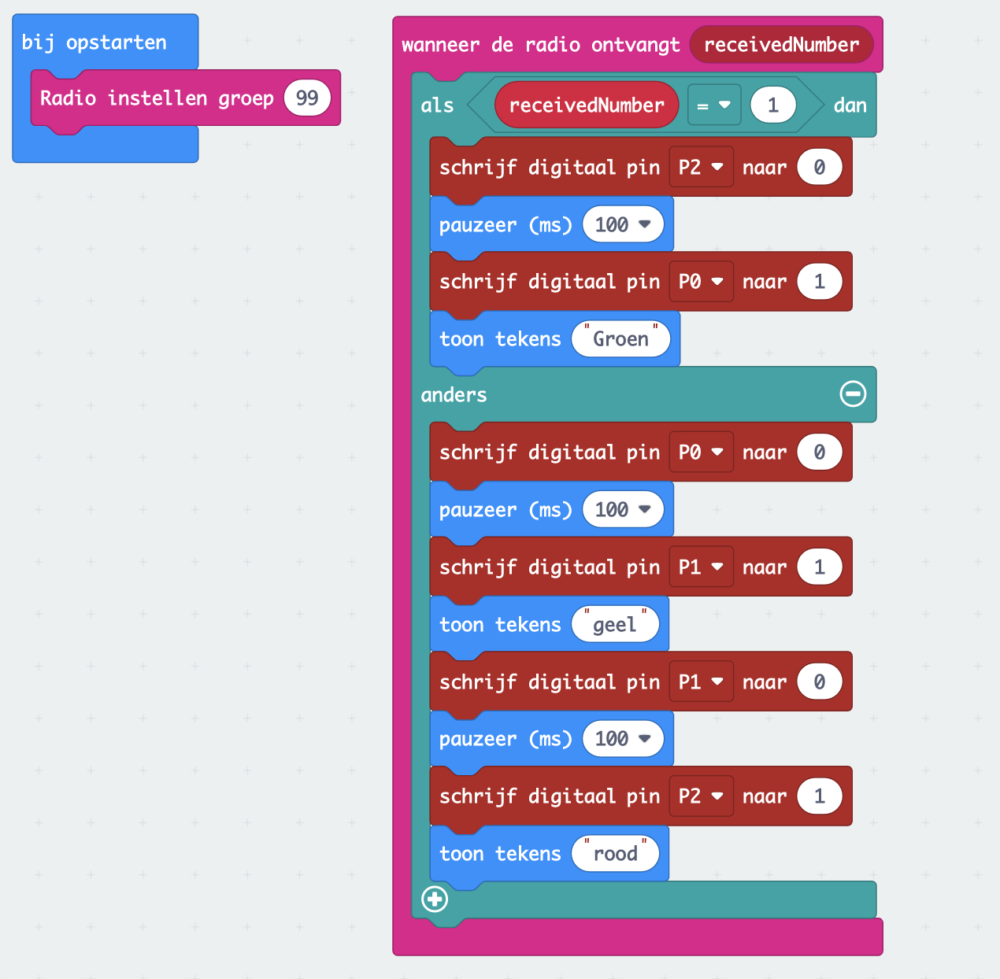 bij opstarten
Radio instellen groep 99
wanneer de radio ontvangt receivedNumber
als receivedNumber = 1 dan
schrijf digitaal pin P2 naar 0
pauzeer (ms) 100
schrijf digitaal pin P0 naar 1
toon tekens "Groen"
anders
schrijf digitaal pin P0 naar 0
pauzeer (ms) 100
schrijf digitaal pin P1 naar 1
toon tekens "geel"
schrijf digitaal pin P1 naar 0
pauzeer (ms) 100
schrijf digitaal pin P2 naar 1
toon tekens "rood"